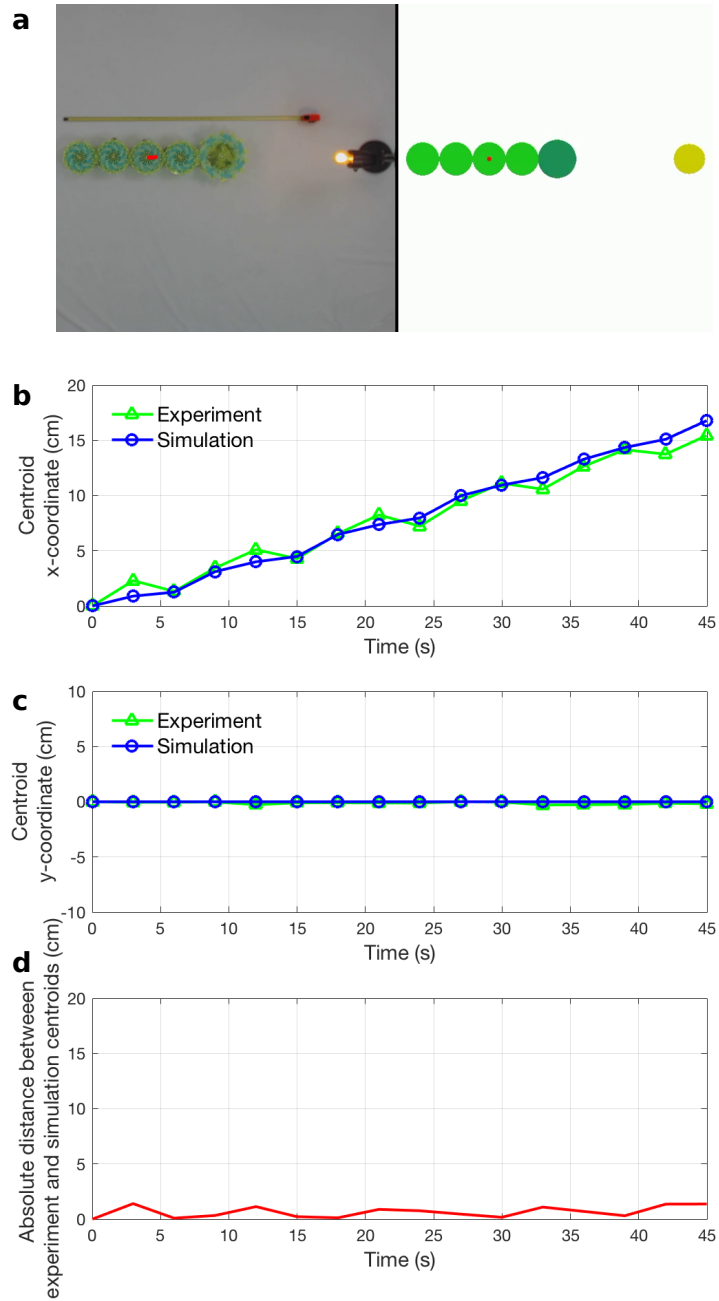 a
b
20
15
10
5
0
Centroid
x-coordinate (cm)
Experiment
Simulation
0 5 10 15 20 25 30 35 40 45
Time (s)
c
10
5
0
-5
-10
Centroid
y-coordinate (cm)
Experiment
Simulation
0 5 10 15 20 25 30 35 40 45
Time (s)
d
20
15
10
5
0
Absolute distance betweeen
experiment and simulation centroids (cm)
0 5 10 15 20 25 30 35 40 45
Time (s)